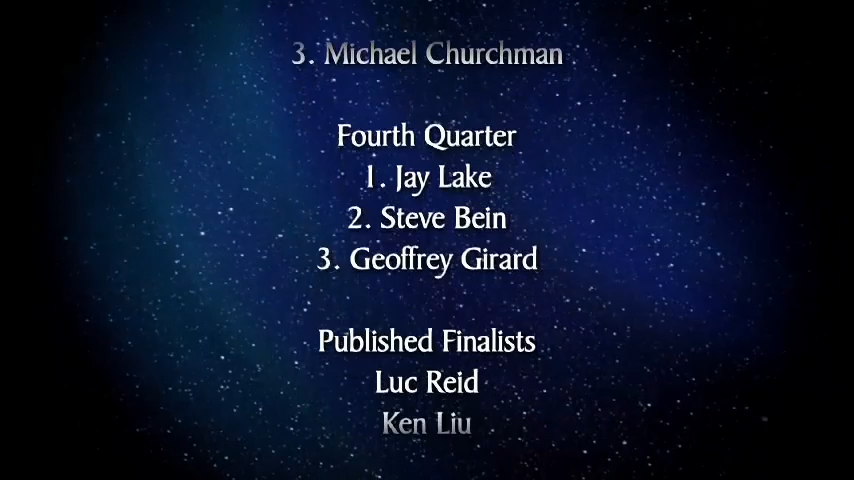 3. Michael Churchman
Fourth Quarter
1. Jay Lake
2. Steve Bein
3. Geoffrey Girard
Published Finalists
Luc Reid
Ken Liu